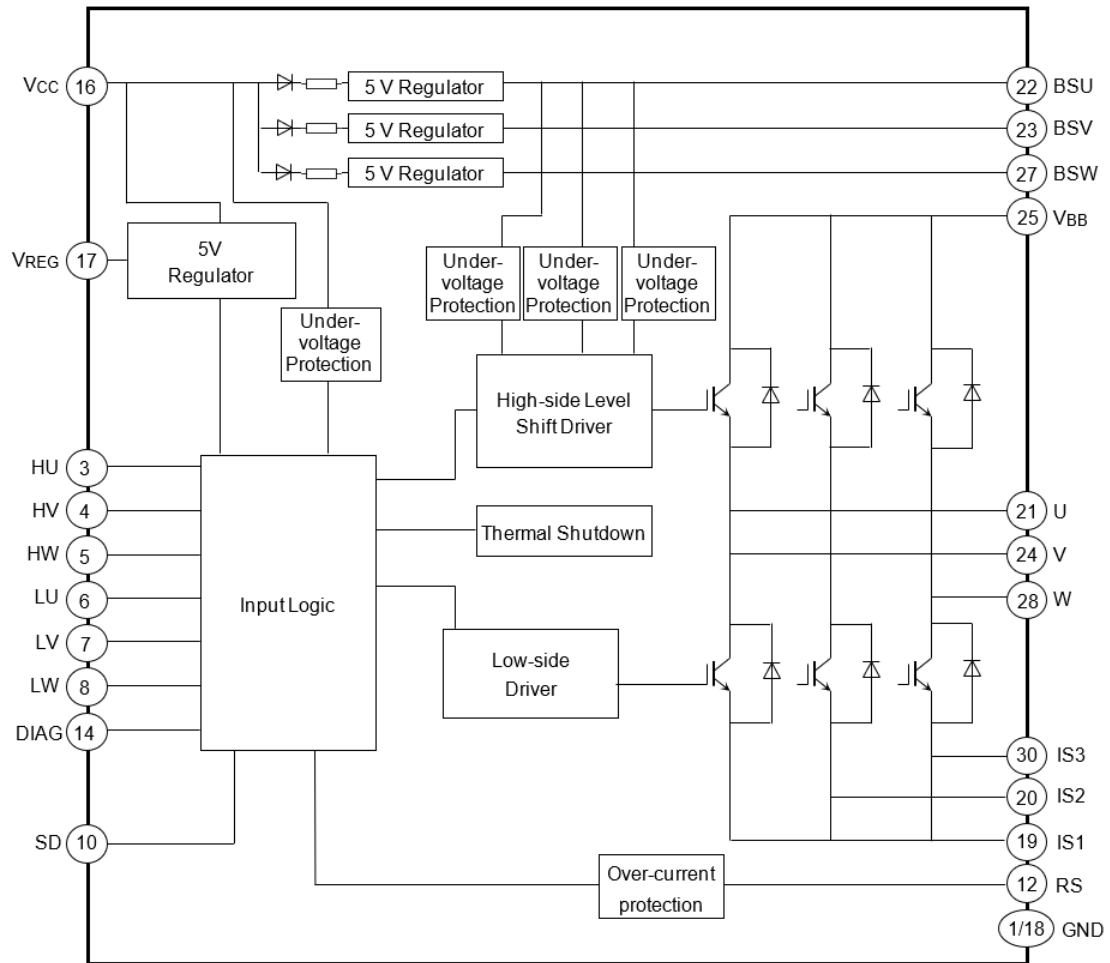 VCC 16
5 V Regulator
22 BSU
5 V Regulator
23 BSV
5 V Regulator
27 BSW
25 VBB
VREG 17
5V
Regulator
Under-
voltage
Protection
Under-
voltage
Protection
Under-
voltage
Protection
Under-
voltage
Protection
High-side Level
Shift Driver
HU 3
HV 4
HW 5
LU 6
LV 7
LW 8
DIAG 14
SD 10
Input Logic
Thermal Shutdown
Low-side
Driver
21 U
24 V
28 W
30 IS3
20 IS2
19 IS1
Over-current
protection
12 RS
1/18 GND